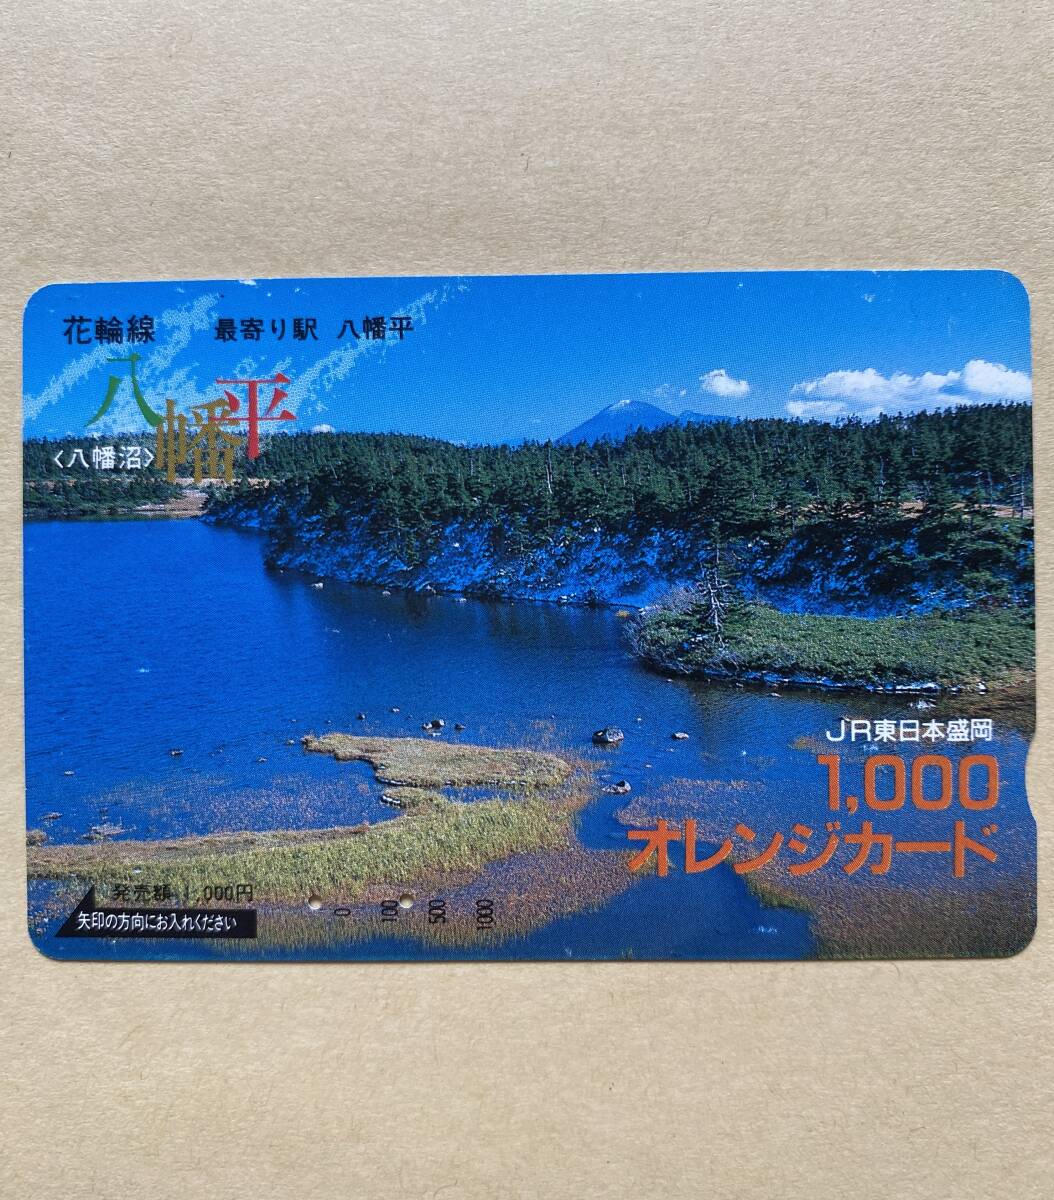 花輪線 最寄り駅 八幡平
八幡平
<八幡沼>
JR東日本盛岡
1,000
オレンジカード
発売額 1,000円
矢印の方向にお入れください
0 100 500 1000